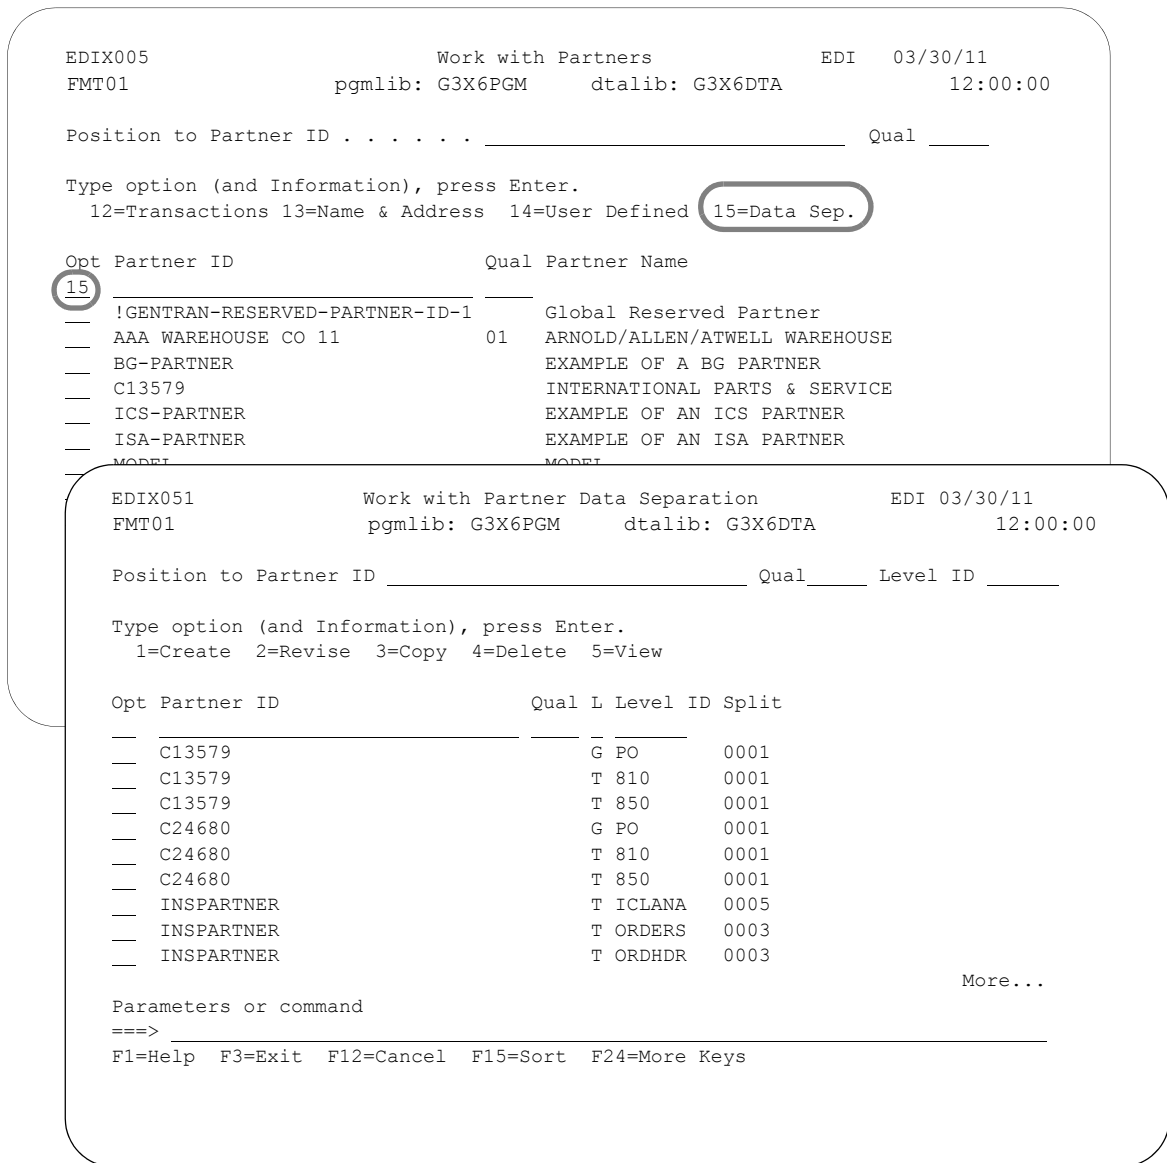 EDIX005 Work with Partners EDI 03/30/11
FMT01 pgmlib: G3X6PGM dtalib: G3X6DTA 12:00:00
Position to Partner ID . . . . . . Qual
Type option (and Information), press Enter.
12=Transactions 13=Name & Address 14=User Defined 15=Data Sep.
Opt Partner ID Qual Partner Name
15
!GENTRAN-RESERVED-PARTNER-ID-1 Global Reserved Partner
AAA WAREHOUSE CO 11 01 ARNOLD/ALLEN/ATWELL WAREHOUSE
BG-PARTNER EXAMPLE OF A BG PARTNER
C13579 INTERNATIONAL PARTS & SERVICE
ICS-PARTNER EXAMPLE OF AN ICS PARTNER
ISA-PARTNER EXAMPLE OF AN ISA PARTNER
MODEL MODEL
EDIX051 Work with Partner Data Separation EDI 03/30/11
FMT01 pgmlib: G3X6PGM dtalib: G3X6DTA 12:00:00
Position to Partner ID Qual Level ID
Type option (and Information), press Enter.
1=Create 2=Revise 3=Copy 4=Delete 5=View
Opt Partner ID Qual L Level ID Split
C13579 G PO 0001
C13579 T 810 0001
C13579 T 850 0001
C24680 G PO 0001
C24680 T 810 0001
C24680 T 850 0001
INSPARTNER T ICLANA 0005
INSPARTNER T ORDERS 0003
INSPARTNER T ORDHDR 0003
More...
Parameters or command
===>
F1=Help F3=Exit F12=Cancel F15=Sort F24=More Keys